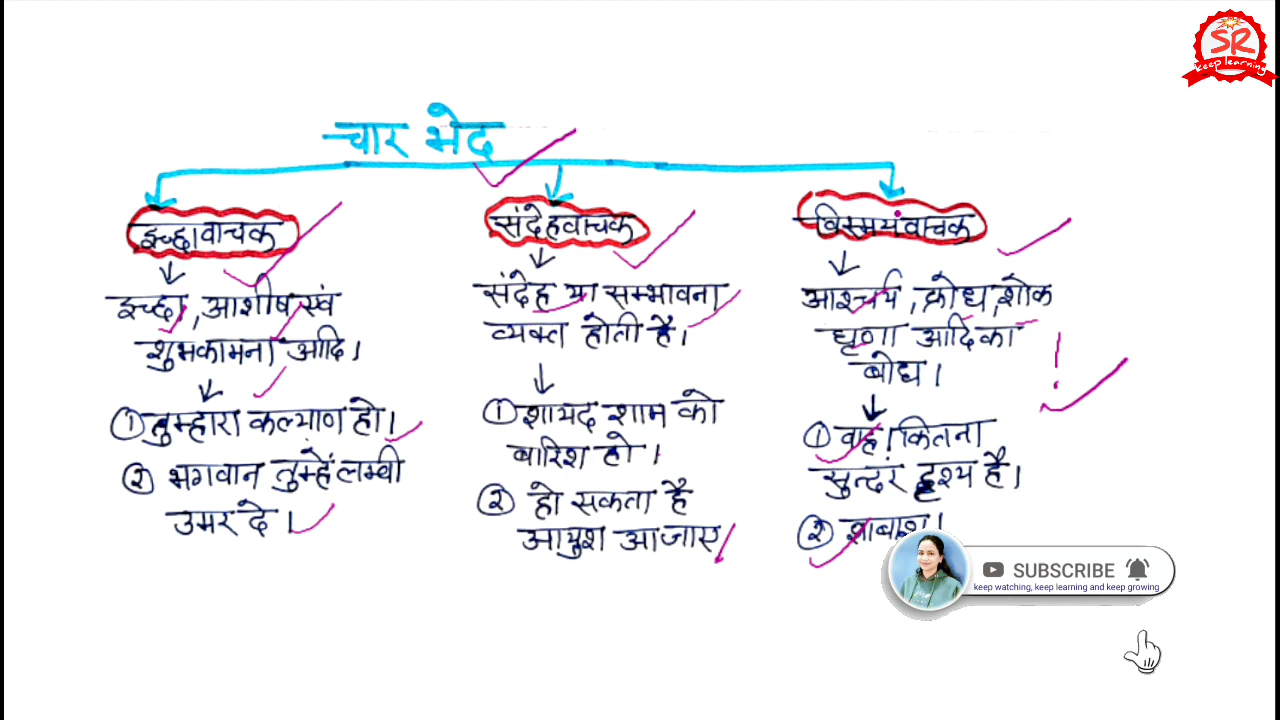 SR
keep learning
चार भेद
इच्छावाचक
इच्छा, आशीष एवं
शुभकामना आदि।
① तुम्हारा कल्याण हो।
② भगवान तुम्हें लम्बी
उमर दे।
संदेहवाचक
संदेह या सम्भावना
व्यक्त होती है।
① शायद शाम को
बारिश हो।
② हो सकता है
आयुश आजाए
विस्मयवाचक
आश्चर्य, क्रोध, शोक
घृणा आदि का
बोध।
!
① वाह! कितना
सुन्दर दृश्य है।
② शाबाश!
SUBSCRIBE
keep watching, keep learning and keep growing